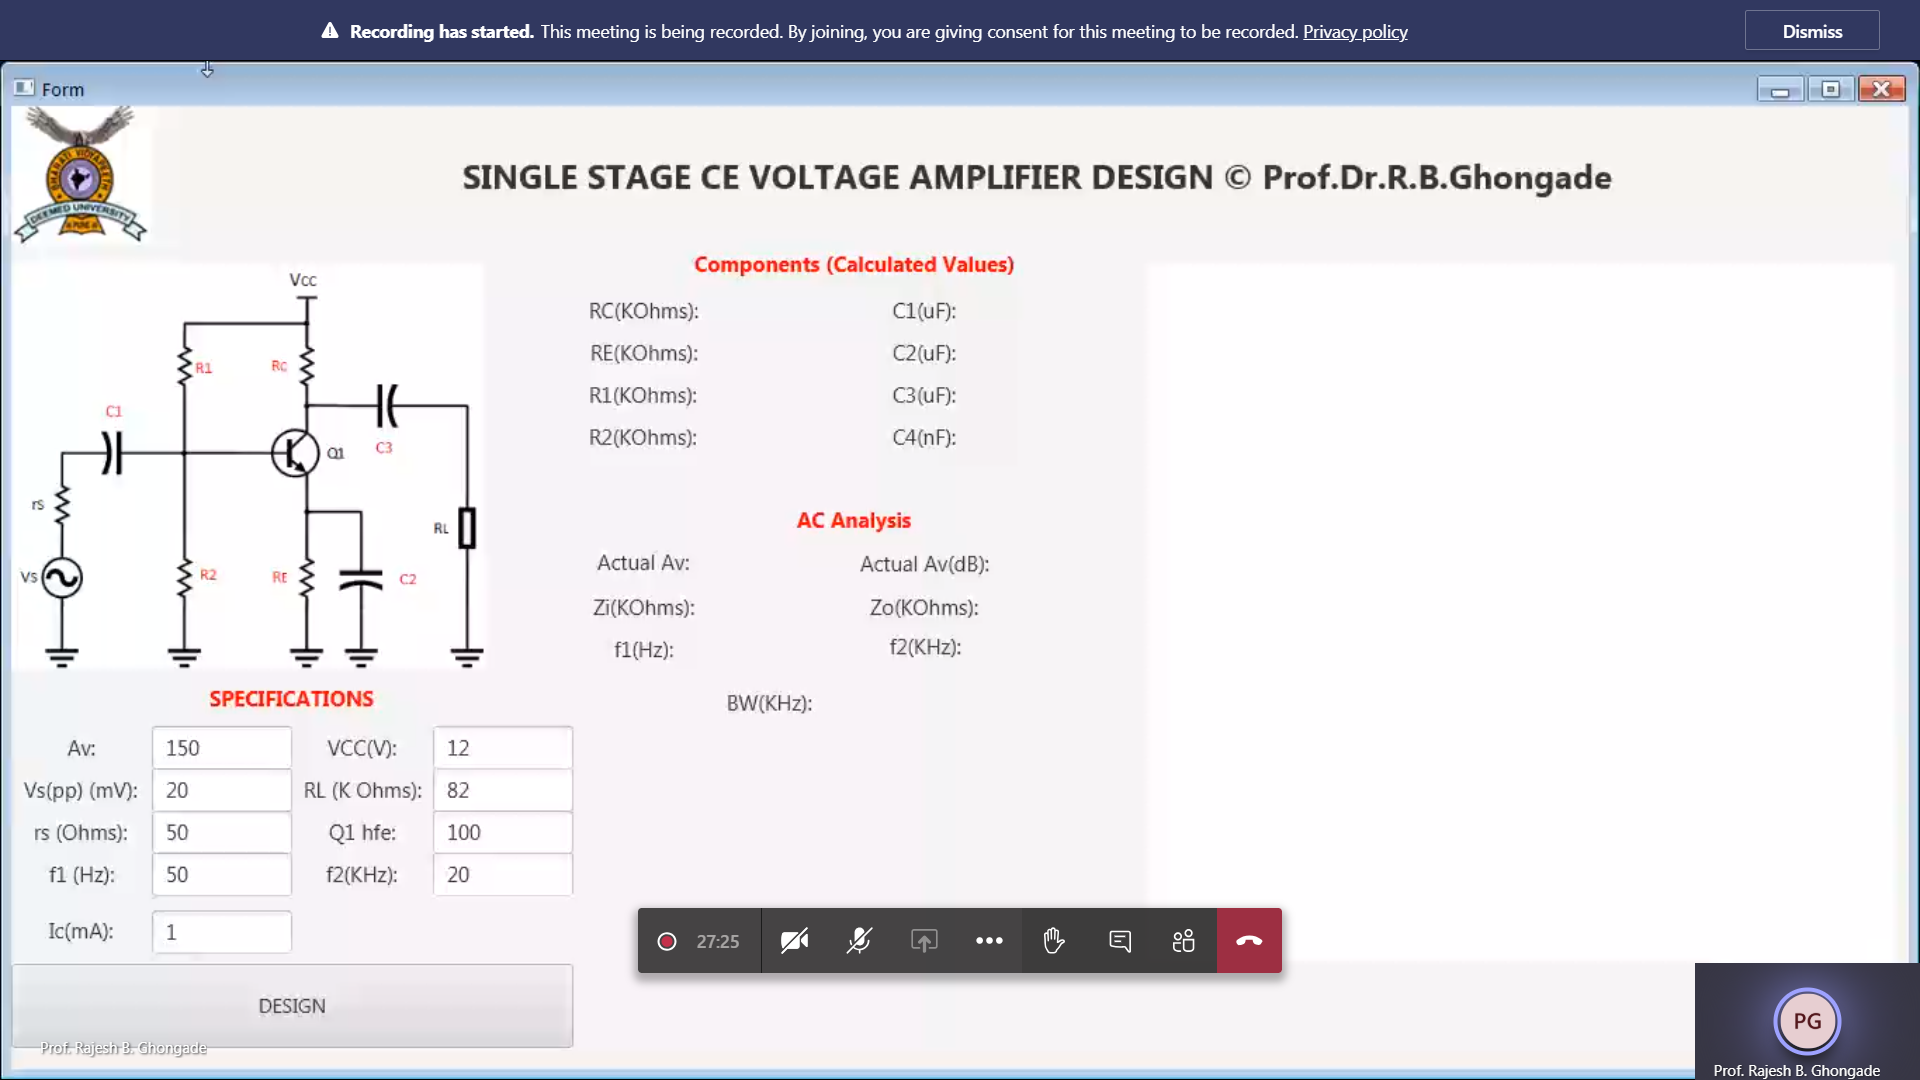 Recording has started. This meeting is being recorded. By joining, you are giving consent for this meeting to be recorded. Privacy policy
Dismiss
Form
BHARATI VIDYAPEETH
DEEMED UNIVERSITY
PUNE
SINGLE STAGE CE VOLTAGE AMPLIFIER DESIGN © Prof.Dr.R.B.Ghongade
Vcc
R1
RC
C1
C3
Q1
rs
RL
Vs
R2
RE
C2
Components (Calculated Values)
RC(KOhms): C1(uF):
RE(KOhms): C2(uF):
R1(KOhms): C3(uF):
R2(KOhms): C4(nF):
AC Analysis
Actual Av: Actual Av(dB):
Zi(KOhms): Zo(KOhms):
f1(Hz): f2(KHz):
BW(KHz):
SPECIFICATIONS
Av: 150 VCC(V): 12
Vs(pp) (mV): 20 RL (K Ohms): 82
rs (Ohms): 50 Q1 hfe: 100
f1 (Hz): 50 f2(KHz): 20
Ic(mA): 1
DESIGN
Prof. Rajesh B. Ghongade
27:25
PG
Prof. Rajesh B. Ghongade